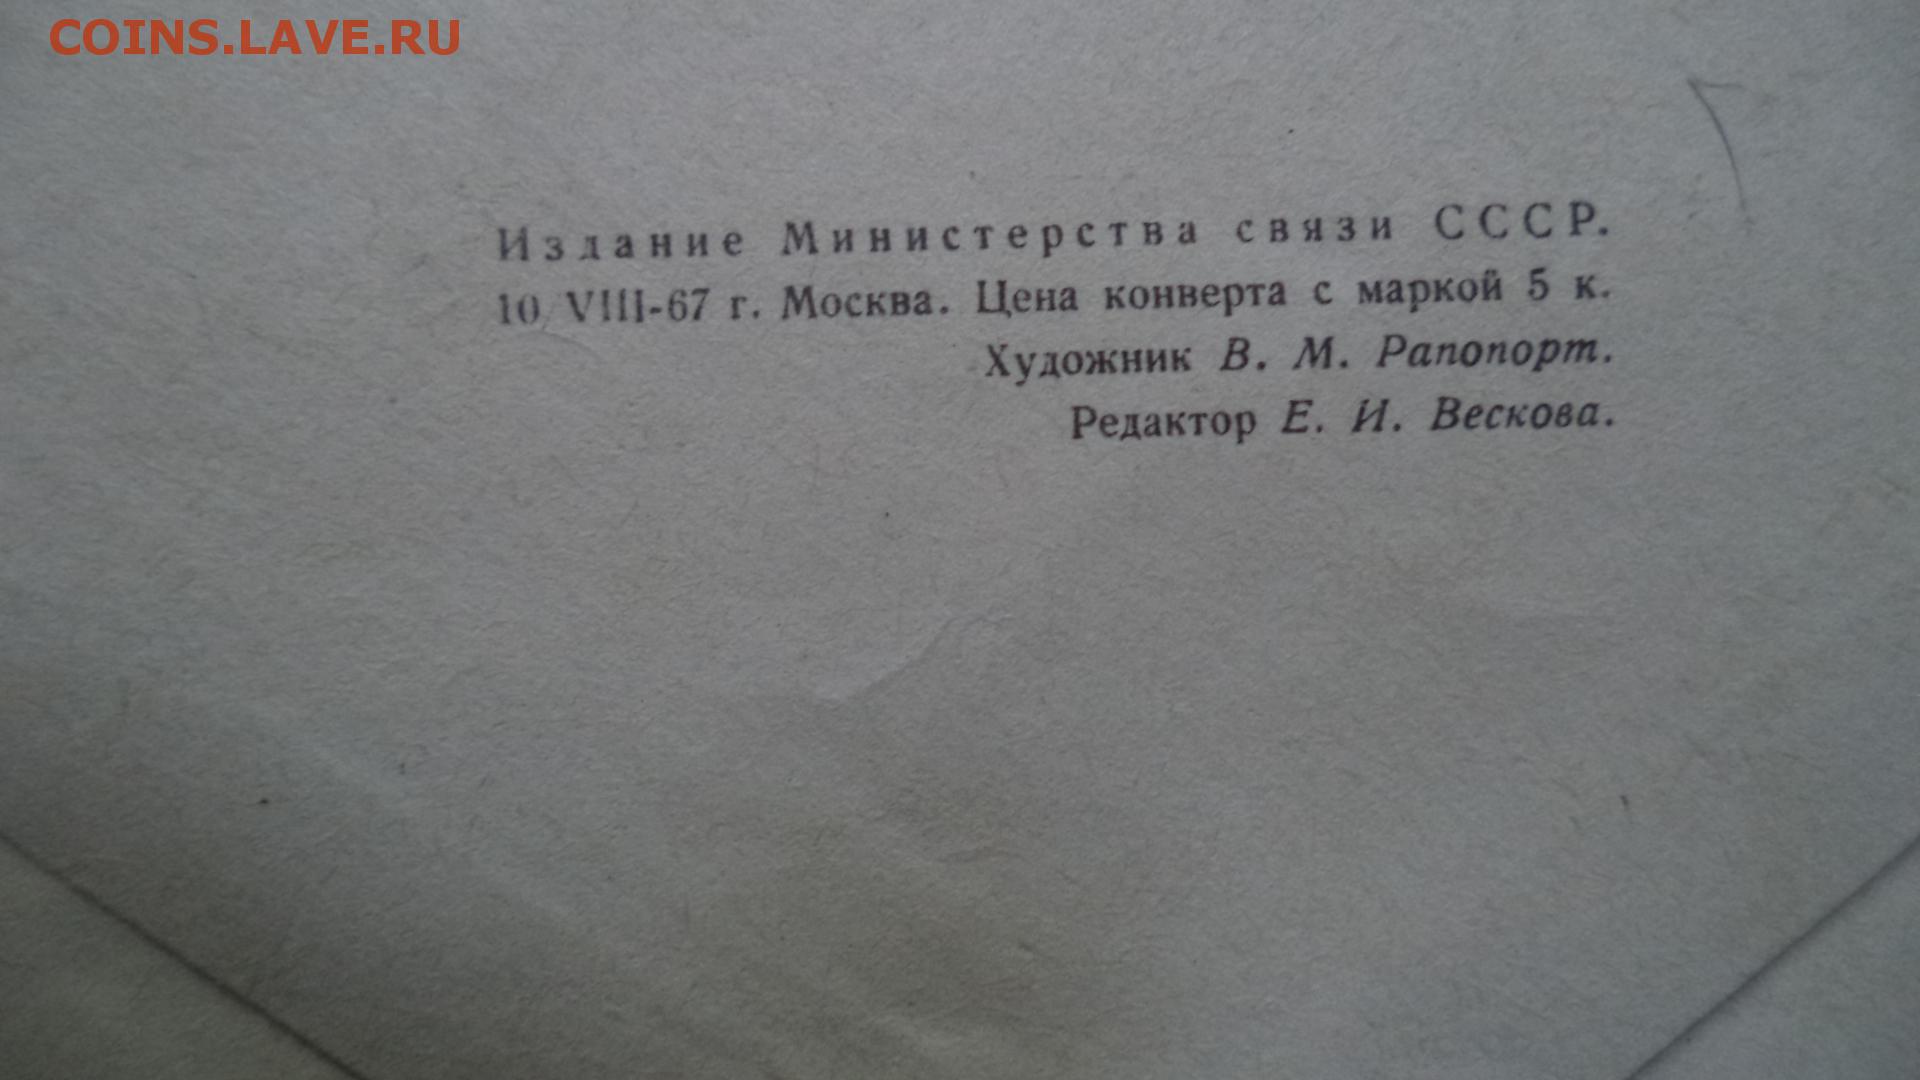 COINS.LAVE.RU
Издание Министерства связи СССР.
10/VIII-67 г. Москва. Цена конверта с маркой 5 к.
Художник В. М. Рапопорт.
Редактор Е. И. Вескова.